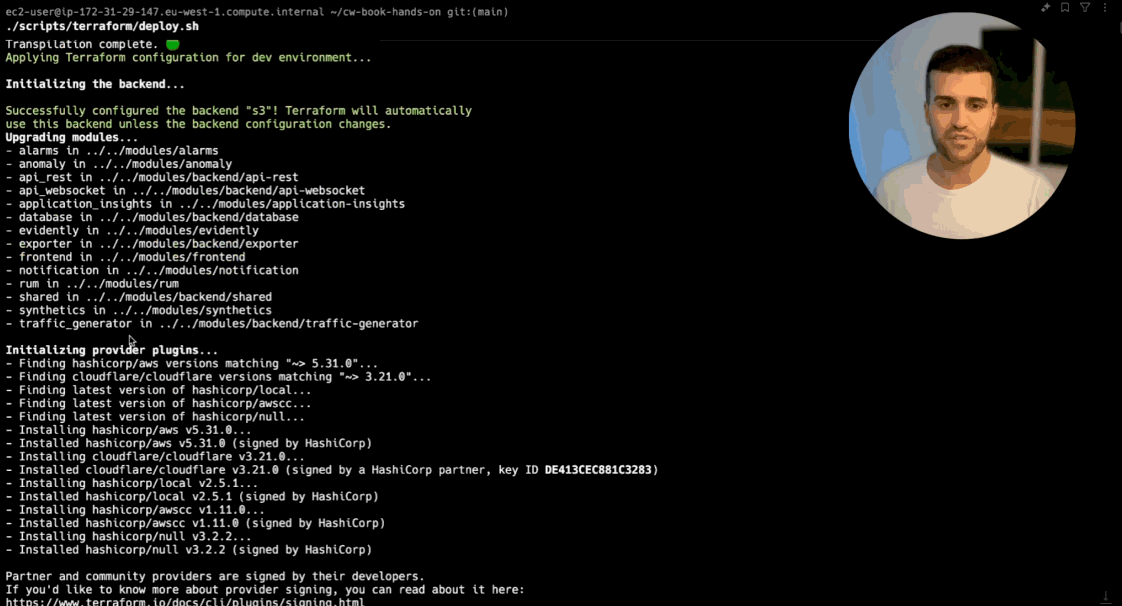 ec2-user@ip-172-31-29-147.eu-west-1.compute.internal ~/cw-book-hands-on git:(main)
./scripts/terraform/deploy.sh
Transpilation complete.
Applying Terraform configuration for dev environment...
Initializing the backend...
Successfully configured the backend "s3"! Terraform will automatically
use this backend unless the backend configuration changes.
Upgrading modules...
- alarms in ../../modules/alarms
- anomaly in ../../modules/anomaly
- api_rest in ../../modules/backend/api-rest
- api_websocket in ../../modules/backend/api-websocket
- application_insights in ../../modules/application-insights
- database in ../../modules/backend/database
- evidently in ../../modules/evidently
- exporter in ../../modules/backend/exporter
- frontend in ../../modules/frontend
- notification in ../../modules/notification
- rum in ../../modules/rum
- shared in ../../modules/backend/shared
- synthetics in ../../modules/synthetics
- traffic_generator in ../../modules/backend/traffic-generator
Initializing provider plugins...
- Finding hashicorp/aws versions matching "~> 5.31.0"...
- Finding cloudflare/cloudflare versions matching "~> 3.21.0"...
- Finding latest version of hashicorp/local...
- Finding latest version of hashicorp/awscc...
- Finding latest version of hashicorp/null...
- Installing hashicorp/aws v5.31.0...
- Installed hashicorp/aws v5.31.0 (signed by HashiCorp)
- Installing cloudflare/cloudflare v3.21.0...
- Installed cloudflare/cloudflare v3.21.0 (signed by a HashiCorp partner, key ID DE413CEC881C3283)
- Installing hashicorp/local v2.5.1...
- Installed hashicorp/local v2.5.1 (signed by HashiCorp)
- Installing hashicorp/awscc v1.11.0...
- Installed hashicorp/awscc v1.11.0 (signed by HashiCorp)
- Installing hashicorp/null v3.2.2...
- Installed hashicorp/null v3.2.2 (signed by HashiCorp)
Partner and community providers are signed by their developers.
If you'd like to know more about provider signing, you can read about it here:
https://www.terraform.io/docs/cli/plugins/signing.html